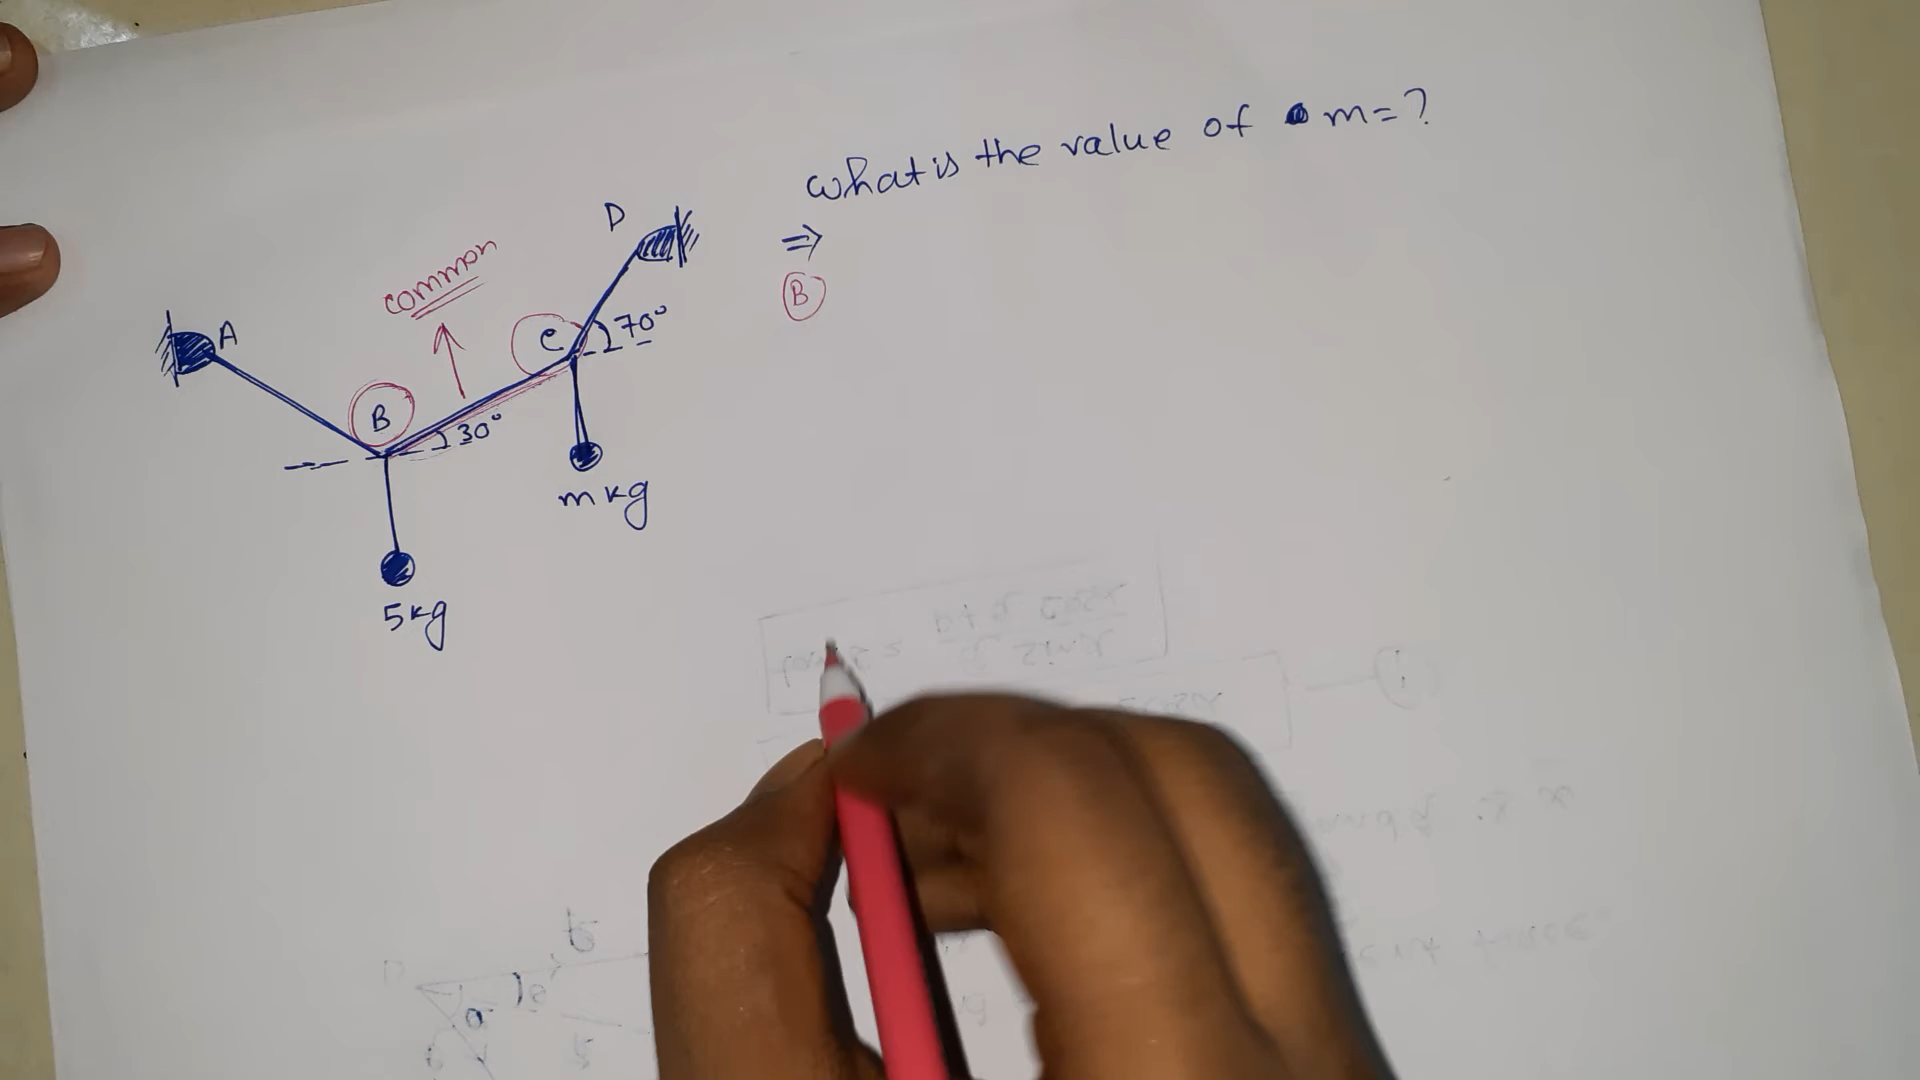 what is the value of m=?
⇒
B
D
common
A
C
70°
B
30°
m kg
5kg